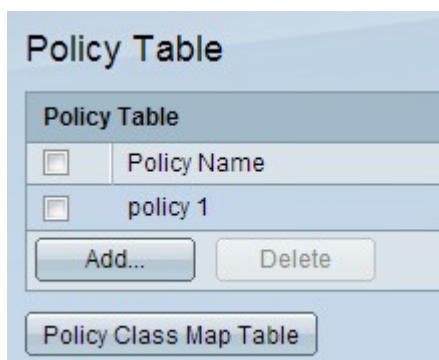 Policy Table
Policy Table
Policy Name
policy 1
Add... Delete
Policy Class Map Table